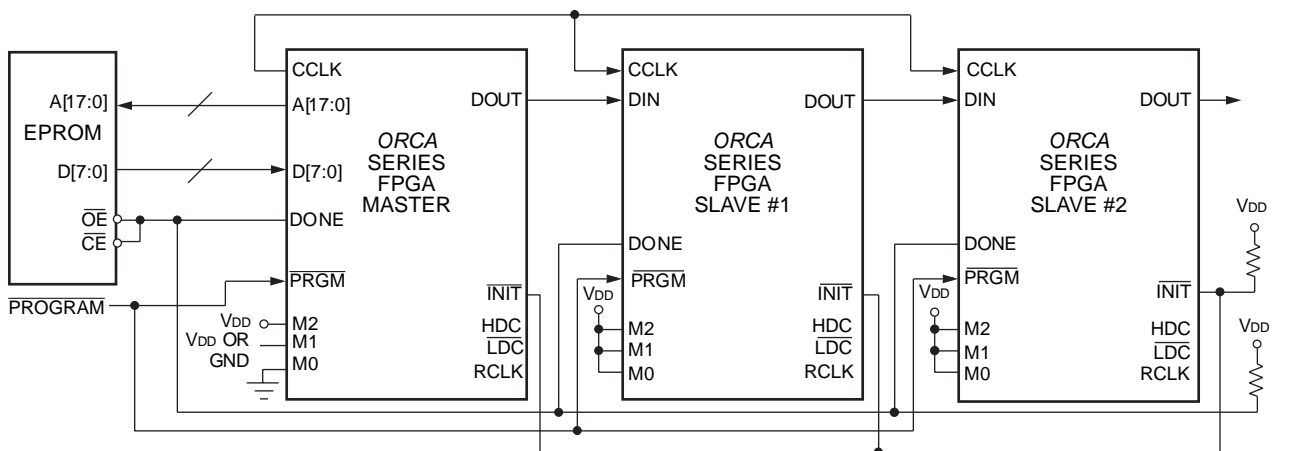 A[17:0]
EPROM
D[7:0]
OE
CE
PROGRAM
CCLK
A[17:0]
DOUT
ORCA
SERIES
FPGA
MASTER
D[7:0]
DONE
PRGM
INIT
VDD
M2
VDD OR
GND
M1
M0
HDC
LDC
RCLK
CCLK
DIN
DOUT
ORCA
SERIES
FPGA
SLAVE #1
DONE
PRGM
INIT
VDD
M2
M1
M0
HDC
LDC
RCLK
CCLK
DIN
DOUT
ORCA
SERIES
FPGA
SLAVE #2
DONE
PRGM
INIT
VDD
M2
M1
M0
HDC
LDC
RCLK
VDD
VDD